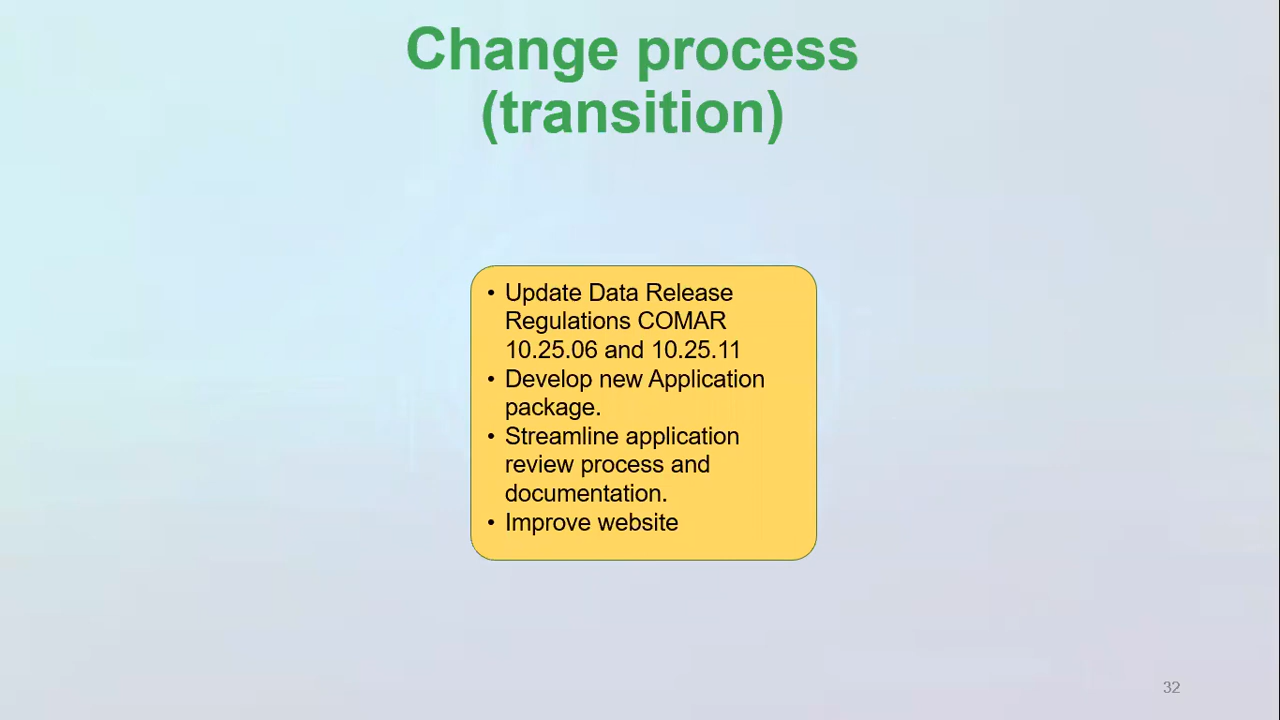 Change process
(transition)
• Update Data Release
Regulations COMAR
10.25.06 and 10.25.11
• Develop new Application
package.
• Streamline application
review process and
documentation.
• Improve website
32